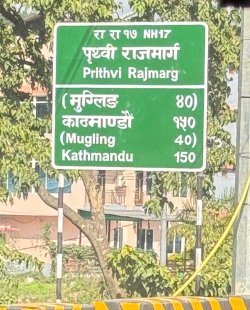 रा रा १७ NH17
पृथ्वी राजमार्ग
Prithvi Rajmarg
(मुग्लिङ ४०)
काठमाण्डौं १५०
(Mugling 40)
Kathmandu 150